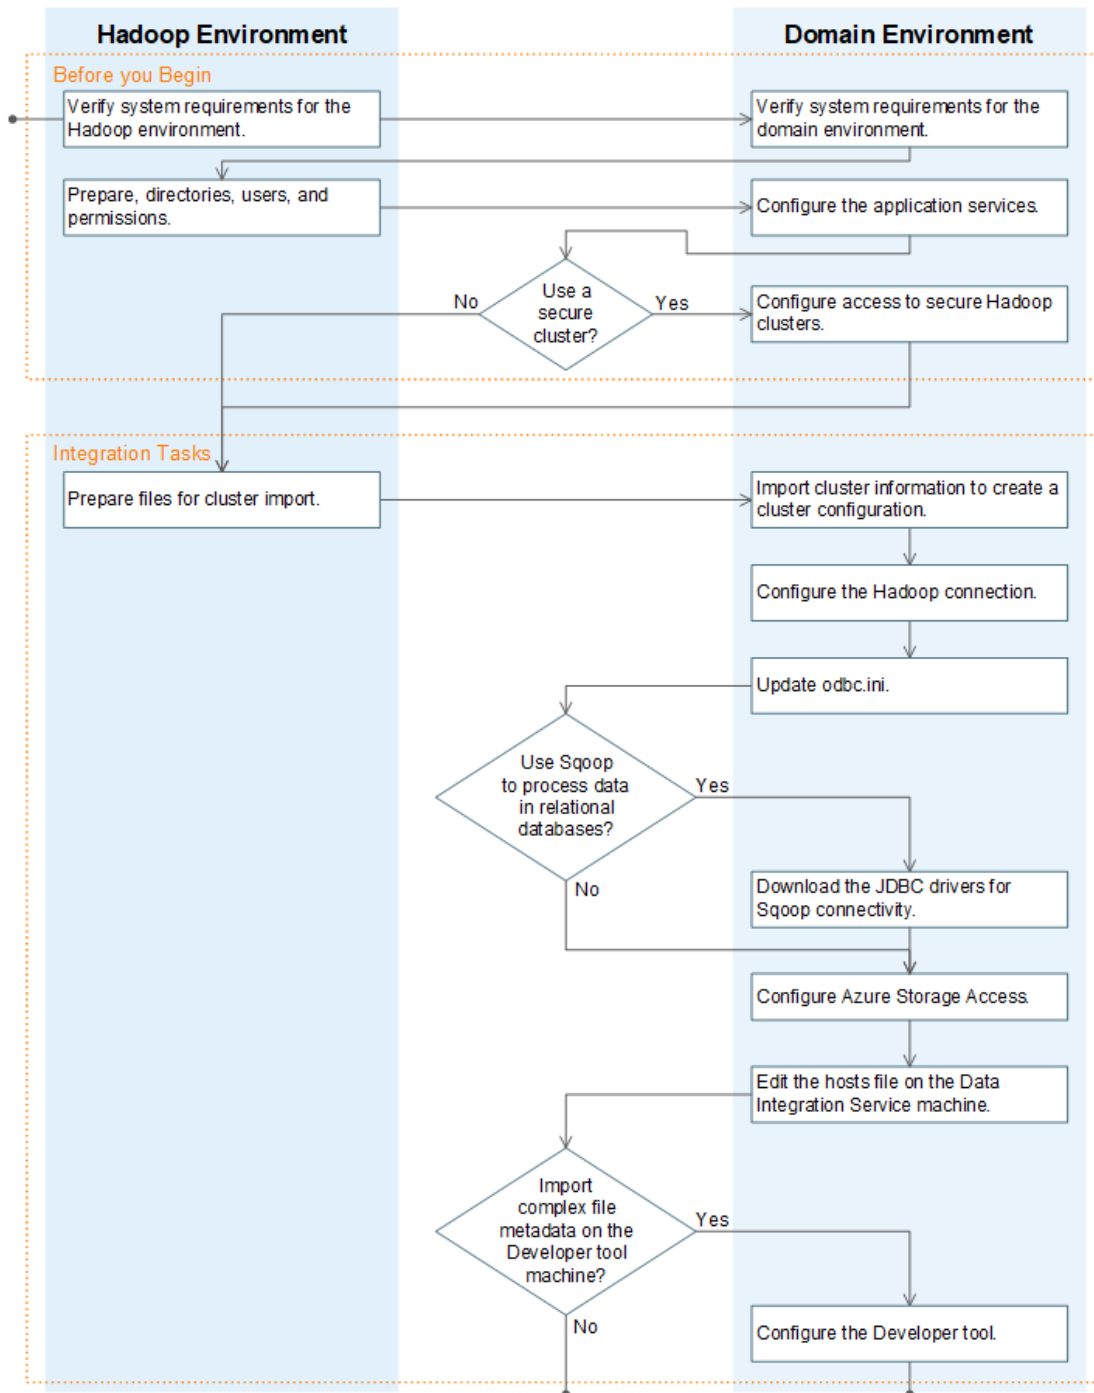 Hadoop Environment
Domain Environment
Before you Begin
Verify system requirements for the
Hadoop environment.
Verify system requirements for the
domain environment.
Prepare, directories, users, and
permissions.
Configure the application services.
Use a
secure
cluster?
No
Yes
Configure access to secure Hadoop
clusters.
Integration Tasks
Prepare files for cluster import.
Import cluster information to create a
cluster configuration.
Configure the Hadoop connection.
Update odbc.ini.
Use Sqoop
to process data
in relational
databases?
Yes
No
Download the JDBC drivers for
Sqoop connectivity.
Configure Azure Storage Access.
Edit the hosts file on the Data
Integration Service machine.
Import
complex file
metadata on the
Developer tool
machine?
Yes
No
Configure the Developer tool.